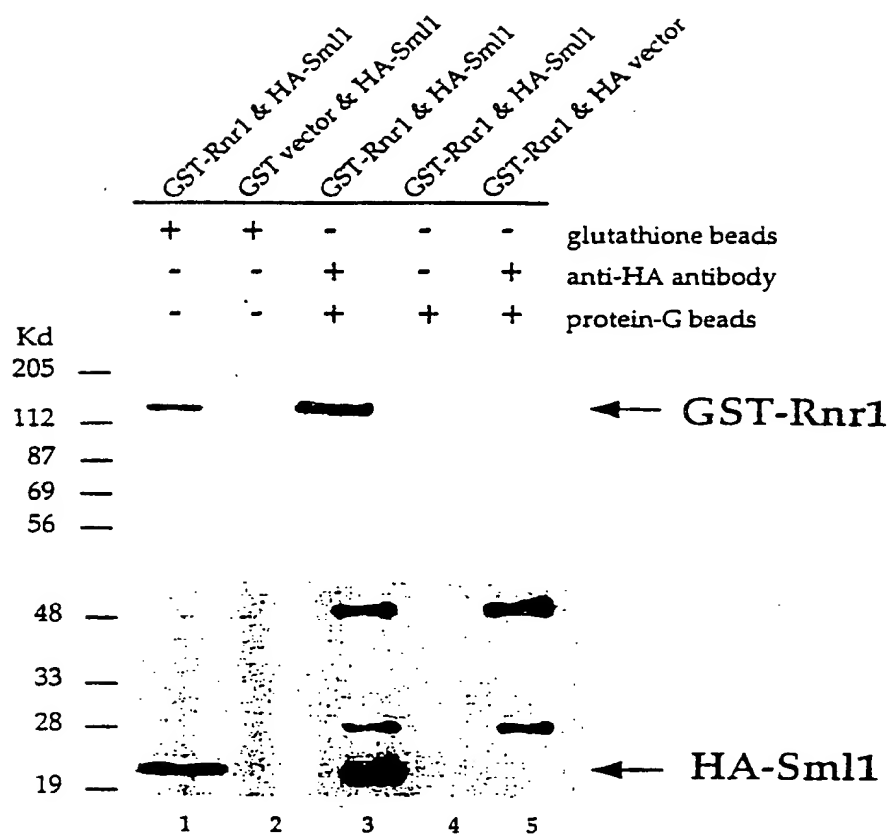 GST-Rnr1 & HA-Sml1
GST vector & HA-Sml1
GST-Rnr1 & HA-Sml1
GST-Rnr1 & HA-Sml1
GST-Rnr1 & HA vector
+ + - - - glutathione beads
- - + - + anti-HA antibody
- - + + + protein-G beads
Kd
205
112
GST-Rnr1
87
69
56
48
33
28
19
HA-Sml1
1 2 3 4 5